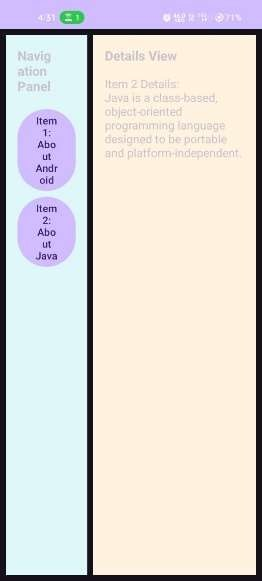 4:31 1 71%
Navig
ation
Panel
Item
1:
Abo
ut
Andr
oid
Item
2:
Abo
ut
Java
Details View
Item 2 Details:
Java is a class-based,
object-oriented
programming language
designed to be portable
and platform-independent.